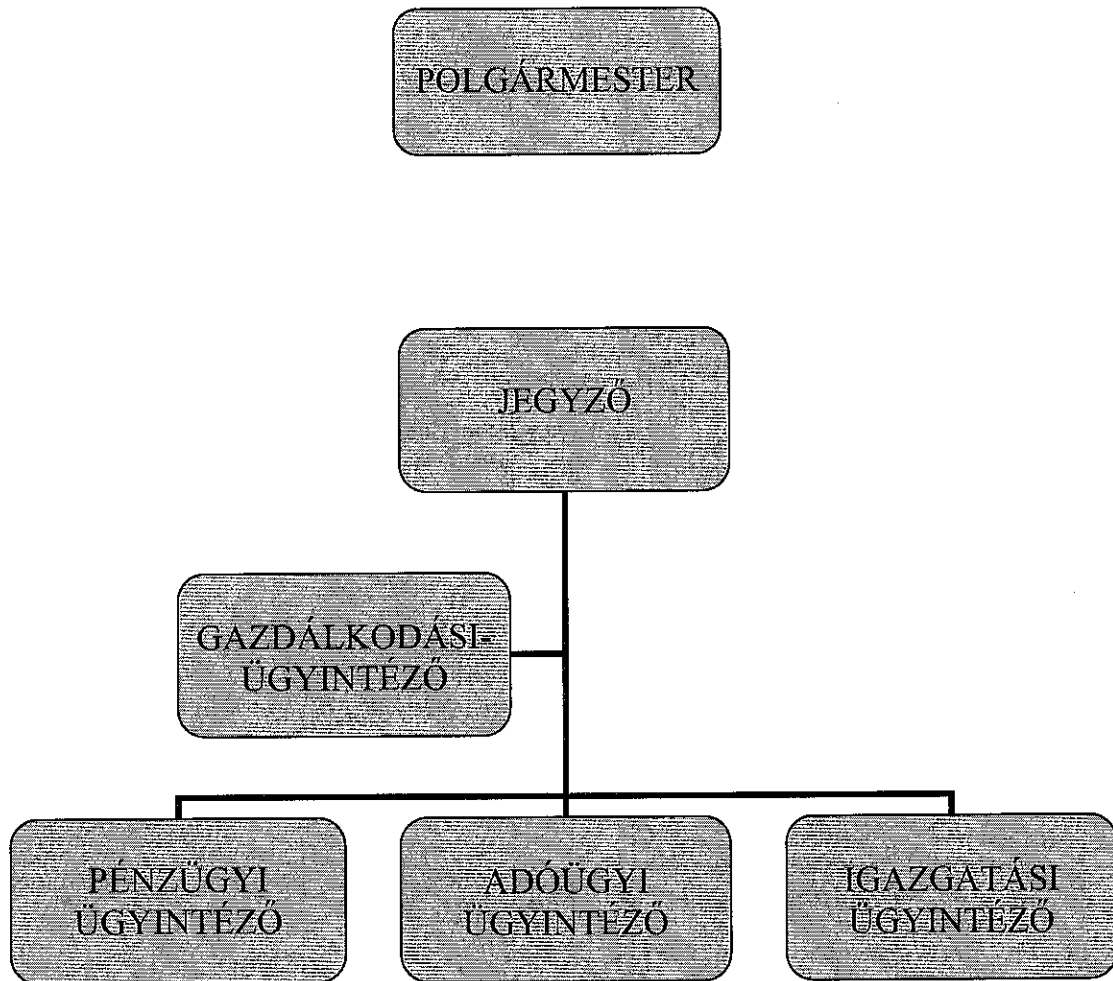 POLGÁRMESTER
JEGYZŐ
GAZDÁLKODÁSI-
ÜGYINTÉZŐ
PÉNZÜGYI
ÜGYINTÉZŐ
ADÓÜGYI
ÜGYINTÉZŐ
IGAZGATÁSI
ÜGYINTÉZŐ